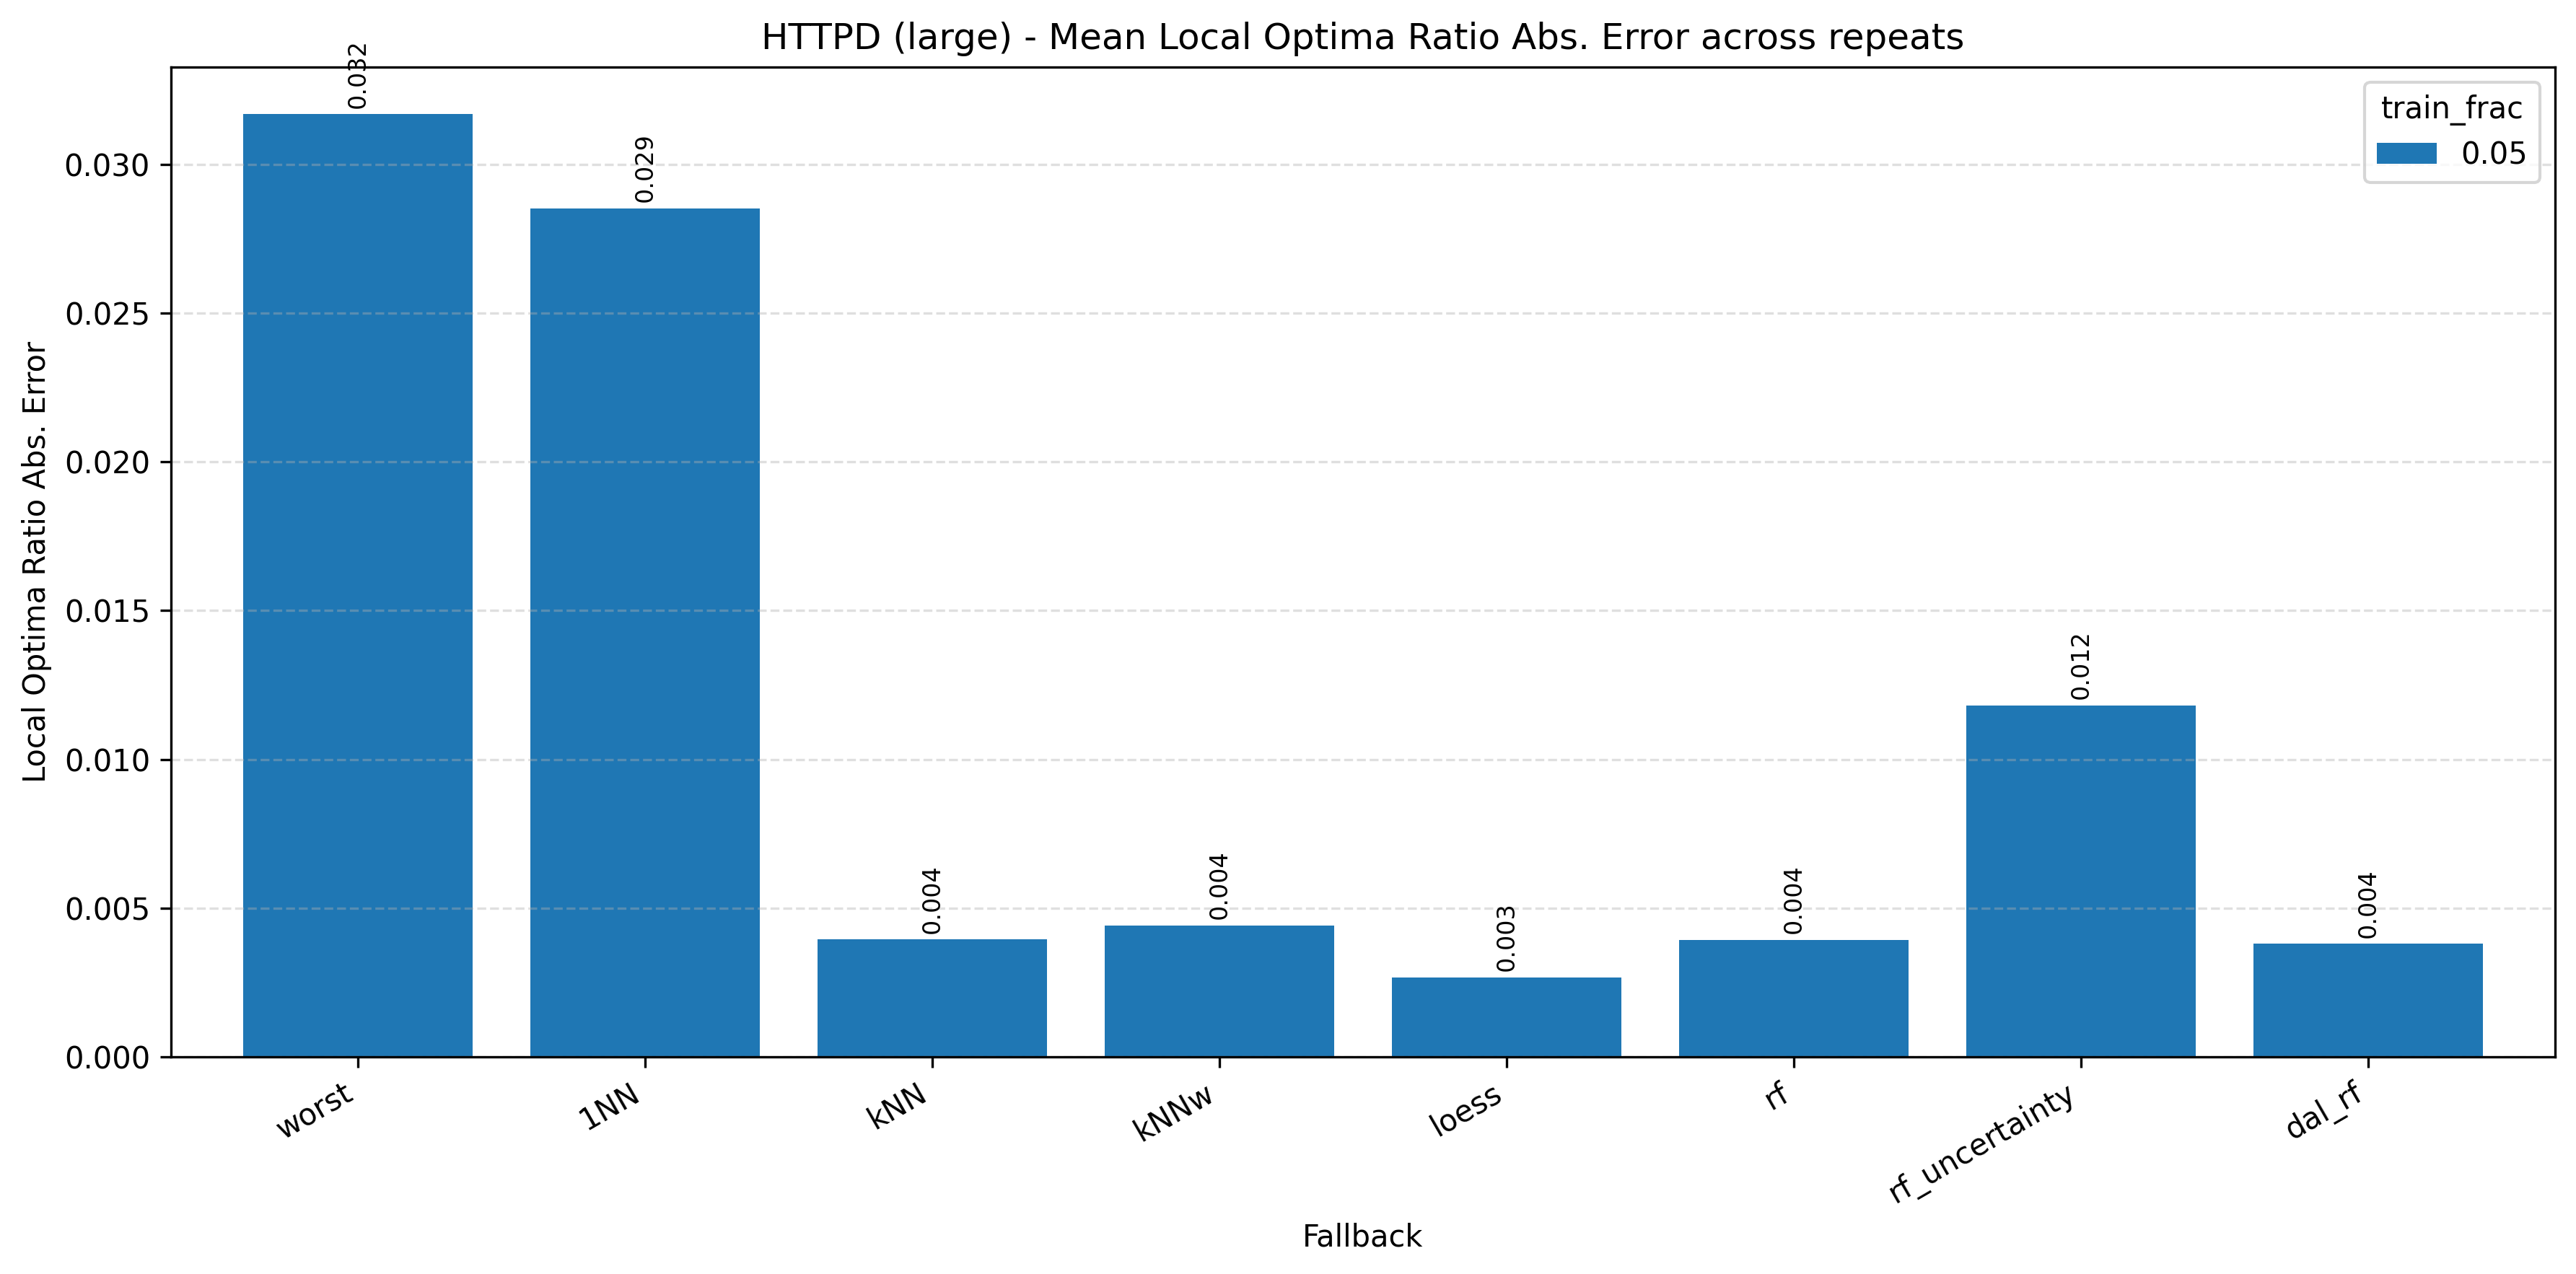 HTTPD (large) - Mean Local Optima Ratio Abs. Error across repeats
train_frac
0.05
Local Optima Ratio Abs. Error
0.030
0.025
0.020
0.015
0.010
0.005
0.000
0.032
0.029
0.004
0.004
0.003
0.004
0.012
0.004
worst
1NN
kNN
kNNw
loess
rf
rf_uncertainty
dal_rf
Fallback